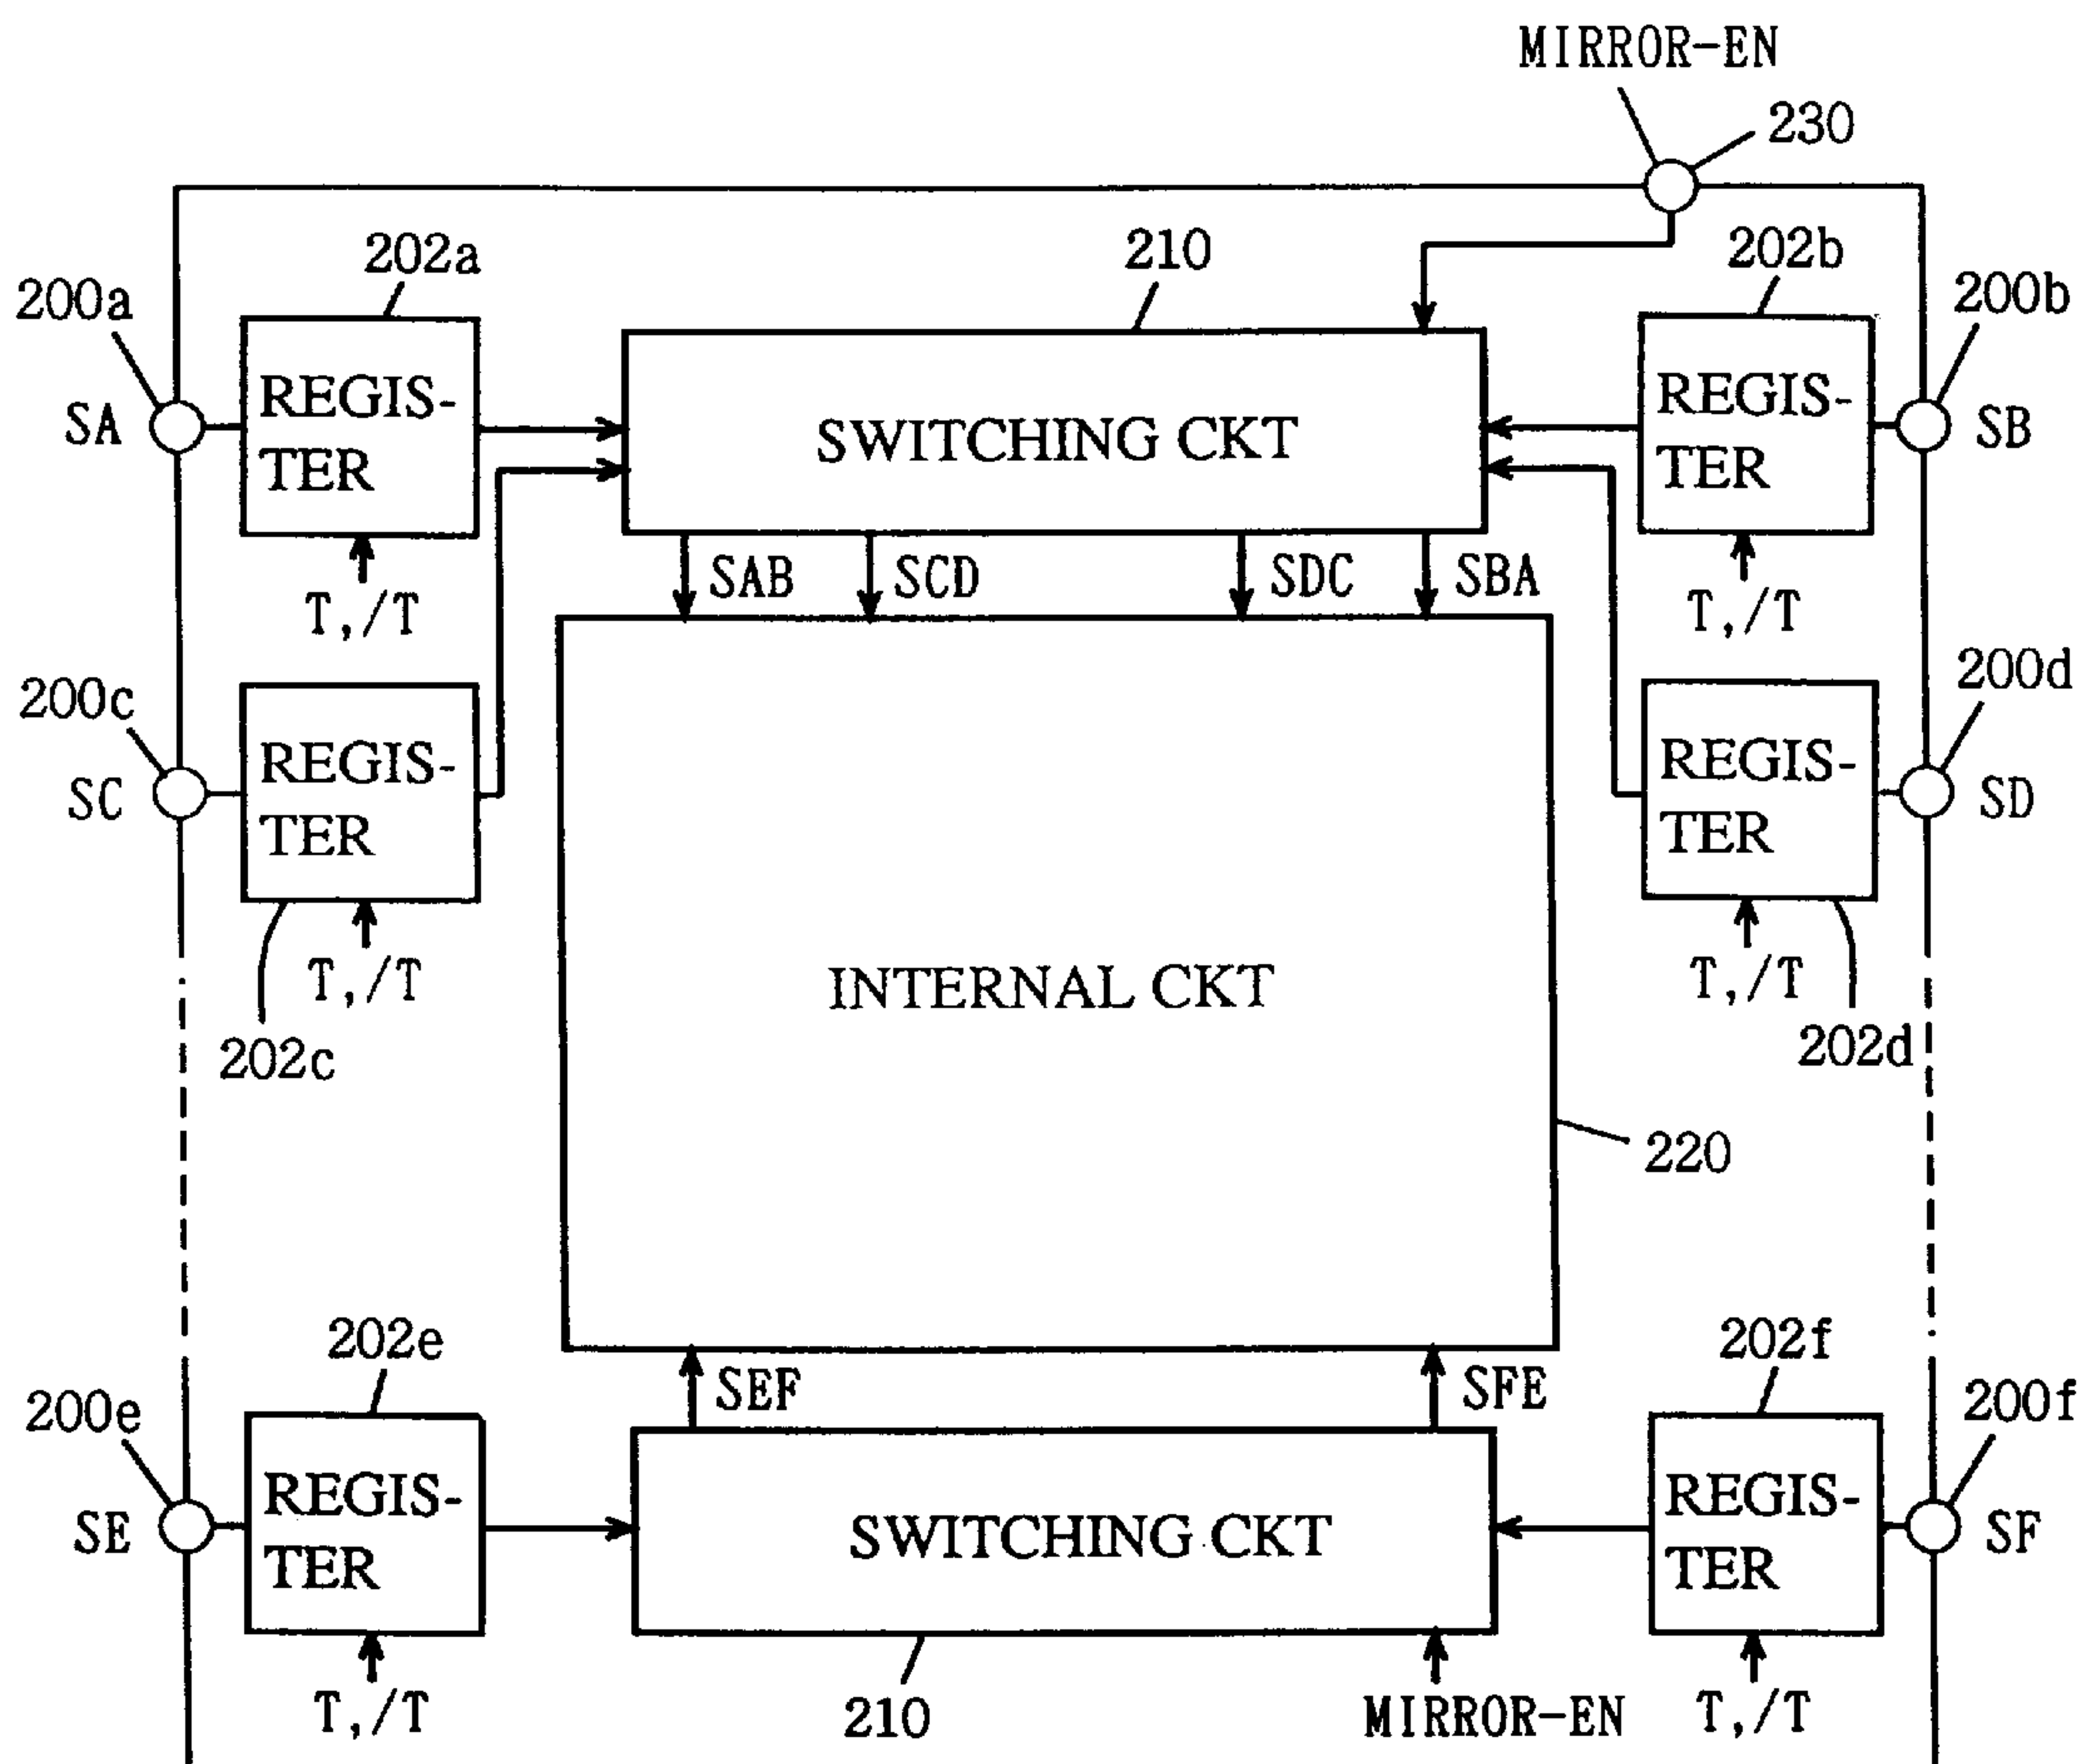 MIRROR-EN
230
202a
210
202b
200a
200b
REGIS-
TER
SWITCHING CKT
REGIS-
TER
SA
SB
T,/T
SAB
SCD
SDC
SBA
T,/T
200c
200d
REGIS-
TER
REGIS-
TER
SC
SD
T,/T
INTERNAL CKT
T,/T
202c
202d
220
202e
202f
200e
SEF
SFE
200f
REGIS-
TER
SWITCHING CKT
REGIS-
TER
SE
SF
T,/T
210
MIRROR-EN
T,/T